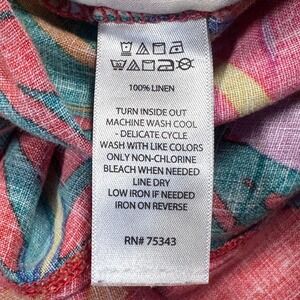 100% LINEN
TURN INSIDE OUT
MACHINE WASH COOL
- DELICATE CYCLE
WASH WITH LIKE COLORS
ONLY NON-CHLORINE
BLEACH WHEN NEEDED
LINE DRY
LOW IRON IF NEEDED
IRON ON REVERSE
RN# 75343